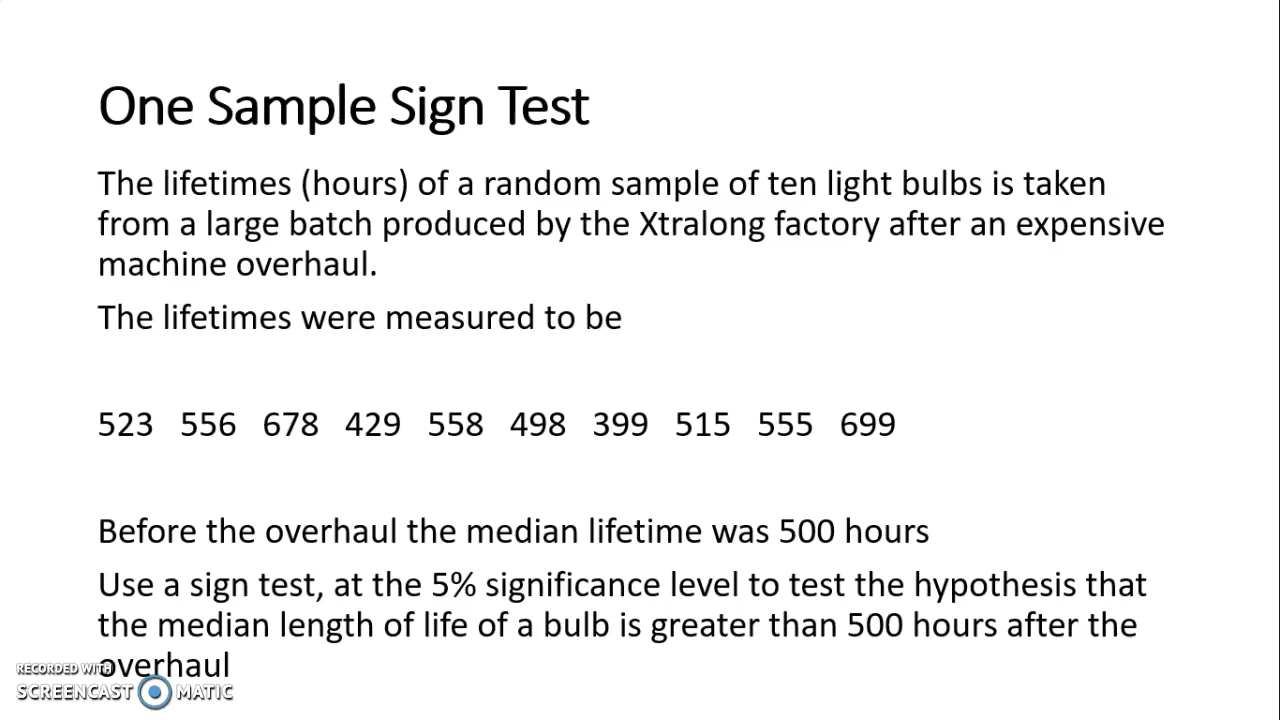 One Sample Sign Test
The lifetimes (hours) of a random sample of ten light bulbs is taken
from a large batch produced by the Xtralong factory after an expensive
machine overhaul.
The lifetimes were measured to be
523 556 678 429 558 498 399 515 555 699
Before the overhaul the median lifetime was 500 hours
Use a sign test, at the 5% significance level to test the hypothesis that
the median length of life of a bulb is greater than 500 hours after the
overhaul
RECORDED WITH
SCREENCAST MATIC